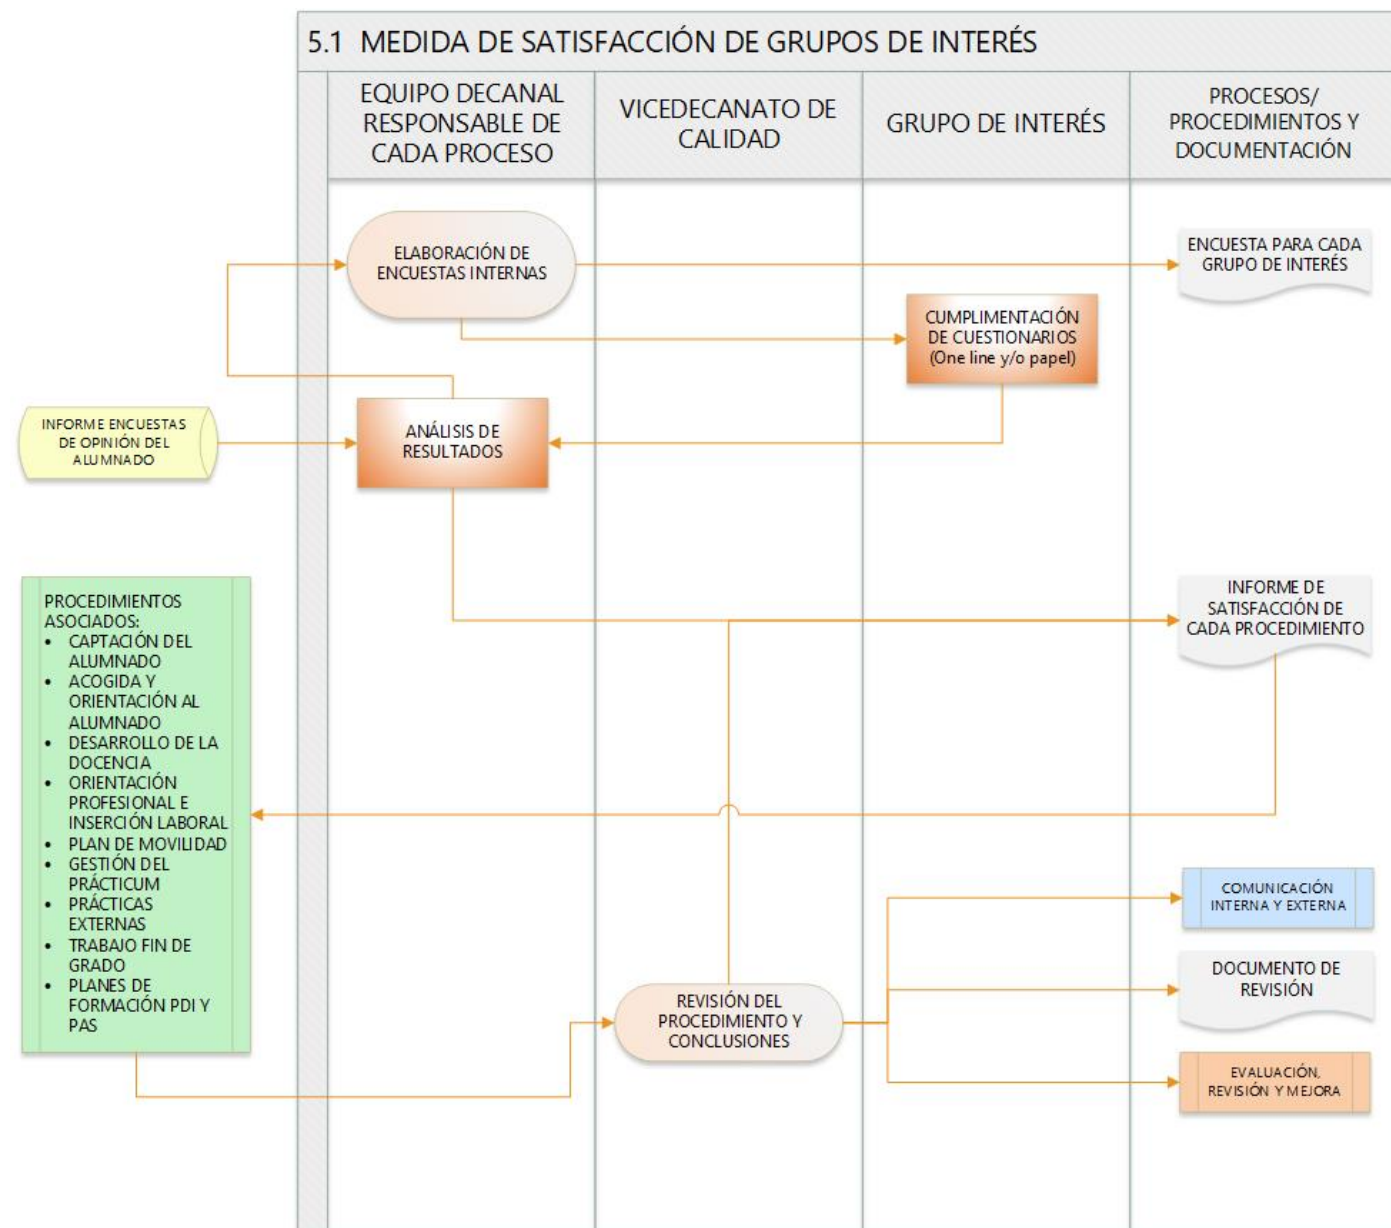 5.1 MEDIDA DE SATISFACCIÓN DE GRUPOS DE INTERÉS
EQUIPO DECANAL
RESPONSABLE DE
CADA PROCESO
VICEDECANATO DE
CALIDAD
GRUPO DE INTERÉS
PROCESOS/
PROCEDIMIENTOS Y
DOCUMENTACIÓN
ELABORACIÓN DE
ENCUESTAS INTERNAS
ENCUESTA PARA CADA
GRUPO DE INTERÉS
CUMPLIMENTACIÓN
DE CUESTIONARIOS
(One line y/o papel)
INFORME ENCUESTAS
DE OPINIÓN DEL
ALUMNADO
ANÁLISIS DE
RESULTADOS
PROCEDIMIENTOS
ASOCIADOS:
• CAPTACIÓN DEL
ALUMNADO
• ACOGIDA Y
ORIENTACIÓN AL
ALUMNADO
• DESARROLLO DE LA
DOCENCIA
• ORIENTACIÓN
PROFESIONAL E
INSERCIÓN LABORAL
• PLAN DE MOVILIDAD
• GESTIÓN DEL
PRÁCTICUM
• PRÁCTICAS
EXTERNAS
• TRABAJO FIN DE
GRADO
• PLANES DE
FORMACIÓN PDI Y
PAS
INFORME DE
SATISFACCIÓN DE
CADA PROCEDIMIENTO
COMUNICACIÓN
INTERNA Y EXTERNA
DOCUMENTO DE
REVISIÓN
REVISIÓN DEL
PROCEDIMIENTO Y
CONCLUSIONES
EVALUACIÓN,
REVISIÓN Y MEJORA